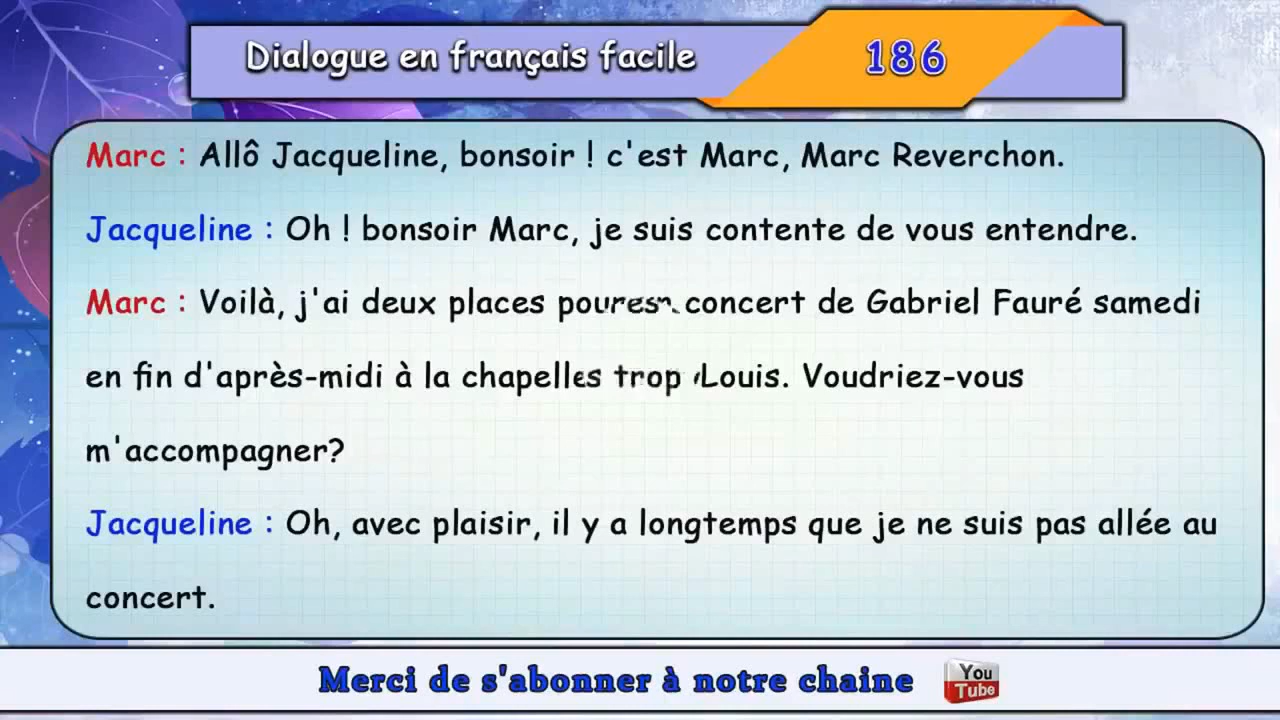 Dialogue en français facile
186
Marc : Allô Jacqueline, bonsoir ! c'est Marc, Marc Reverchon.
Jacqueline : Oh ! bonsoir Marc, je suis contente de vous entendre.
Marc : Voilà, j'ai deux places concert de Gabriel Fauré samedi
en fin d'après-midi à la chapelles trop Louis. Voudriez-vous
m'accompagner?
Jacqueline : Oh, avec plaisir, il y a longtemps que je ne suis pas allée au
concert.
Merci de s'abonner à notre chaine
You
Tube